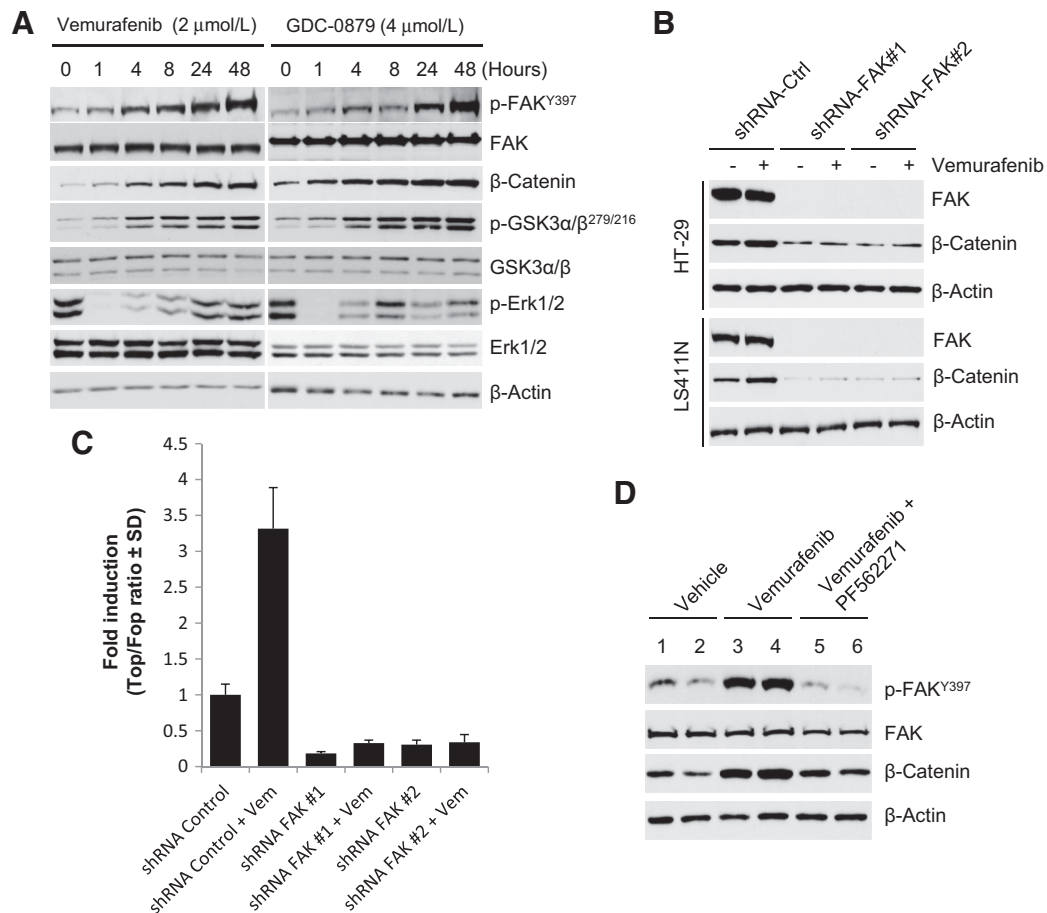 A
Vemurafenib (2 μmol/L) GDC-0879 (4 μmol/L)
0 1 4 8 24 48 0 1 4 8 24 48 (Hours)
p-FAKY397
FAK
β-Catenin
p-GSK3α/β279/216
GSK3α/β
p-Erk1/2
Erk1/2
β-Actin
B
shRNA-Ctrl shRNA-FAK#1 shRNA-FAK#2
- + - + - + Vemurafenib
HT-29
FAK
β-Catenin
β-Actin
LS411N
FAK
β-Catenin
β-Actin
C
Fold induction
(Top/Fop ratio ± SD)
4.5
4
3.5
3
2.5
2
1.5
1
0.5
0
shRNA Control
shRNA Control + Vem
shRNA FAK #1
shRNA FAK #1 + Vem
shRNA FAK #2
shRNA FAK #2 + Vem
D
Vehicle
Vemurafenib
Vemurafenib +
PF562271
1 2 3 4 5 6
p-FAKY397
FAK
β-Catenin
β-Actin